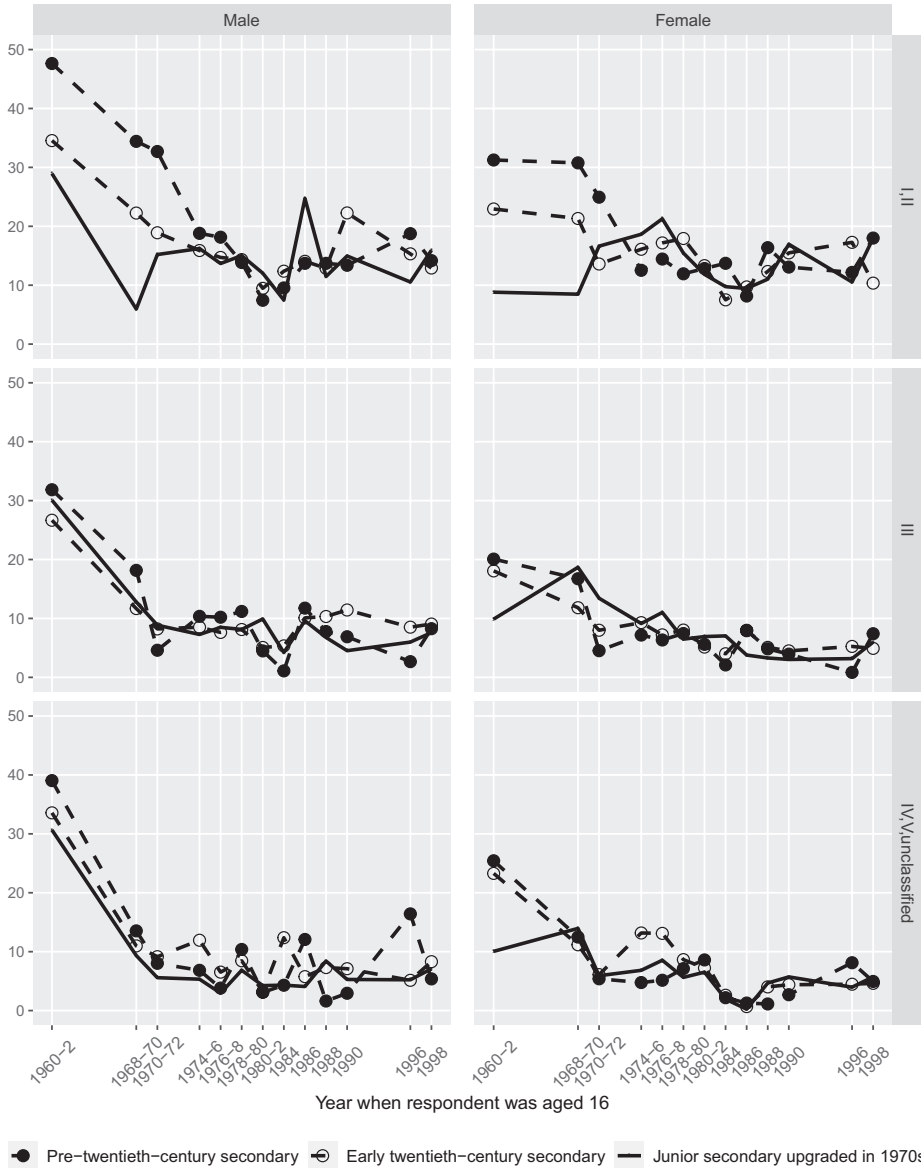 Male Female
50
40
30
20
10
0
I,II
50
40
30
20
10
0
III
50
40
30
20
10
0
IV,V,unclassified
1960−2 1968−70 1970−72 1974−6 1976−8 1978−80 1980−2 1984 1986 1988 1990 1996 1998
1960−2 1968−70 1970−72 1974−6 1976−8 1978−80 1980−2 1984 1986 1988 1990 1996 1998
Year when respondent was aged 16
Pre−twentieth−century secondary Early twentieth−century secondary Junior secondary upgraded in 1970s